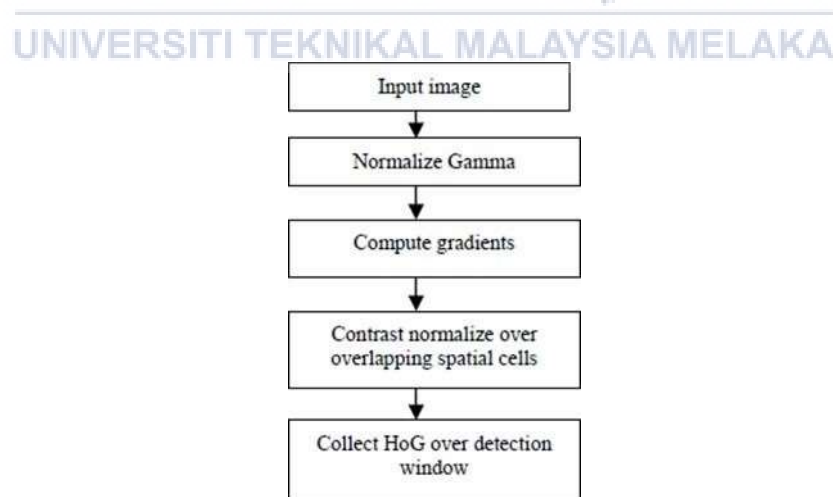 UNIVERSITI TEKNIKAL MALAYSIA MELAKA
Input image
Normalize Gamma
Compute gradients
Contrast normalize over
overlapping spatial cells
Collect HoG over detection
window